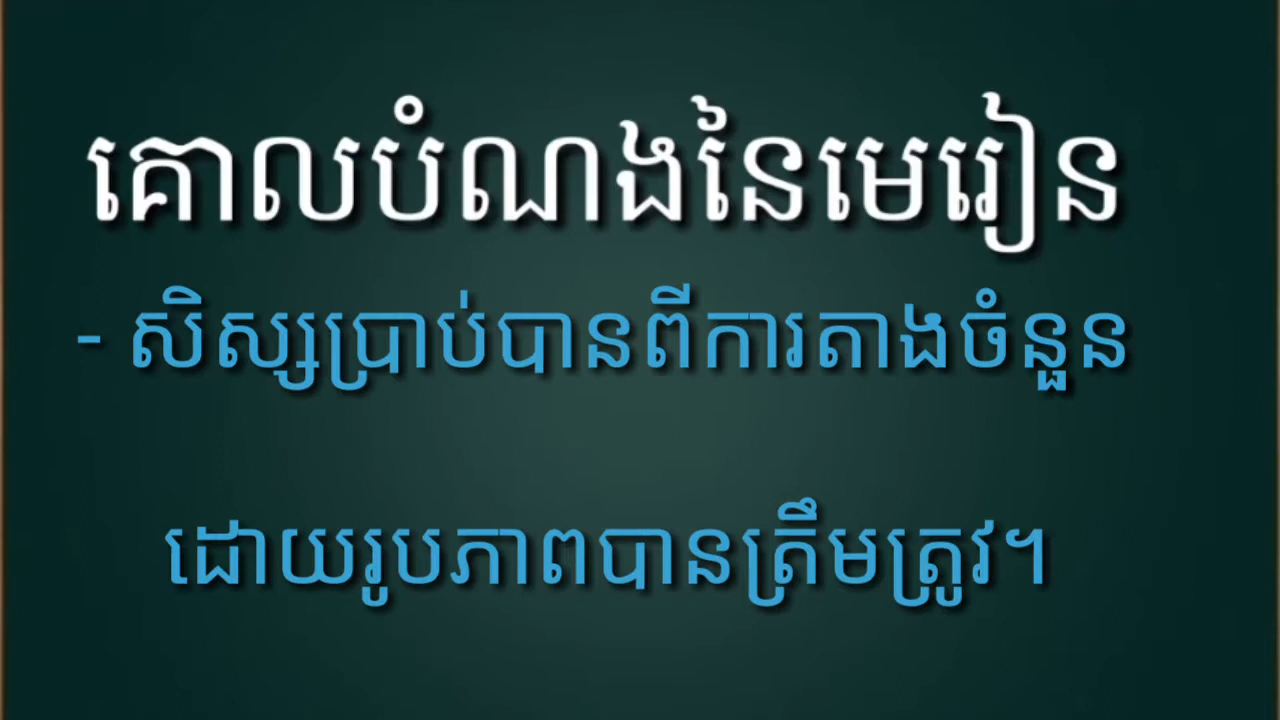 គោលបំណងនៃមេរៀន
- សិស្សប្រាប់បានពីការតាងចំនួន
ដោយរូបភាពបានត្រឹមត្រូវ។